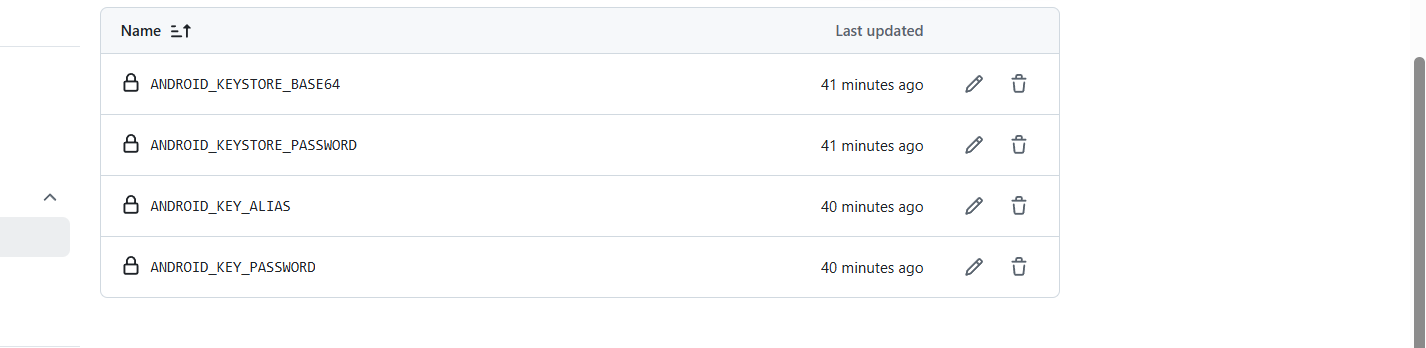 Name Last updated
ANDROID_KEYSTORE_BASE64 41 minutes ago
ANDROID_KEYSTORE_PASSWORD 41 minutes ago
ANDROID_KEY_ALIAS 40 minutes ago
ANDROID_KEY_PASSWORD 40 minutes ago